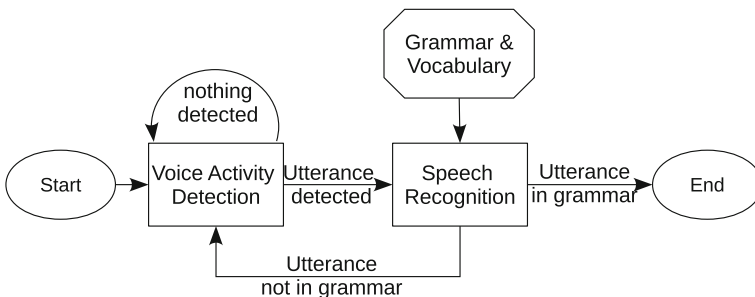 Grammar &
Vocabulary
nothing
detected
Start
Voice Activity
Detection
Utterance
detected
Speech
Recognition
Utterance
in grammar
End
Utterance
not in grammar